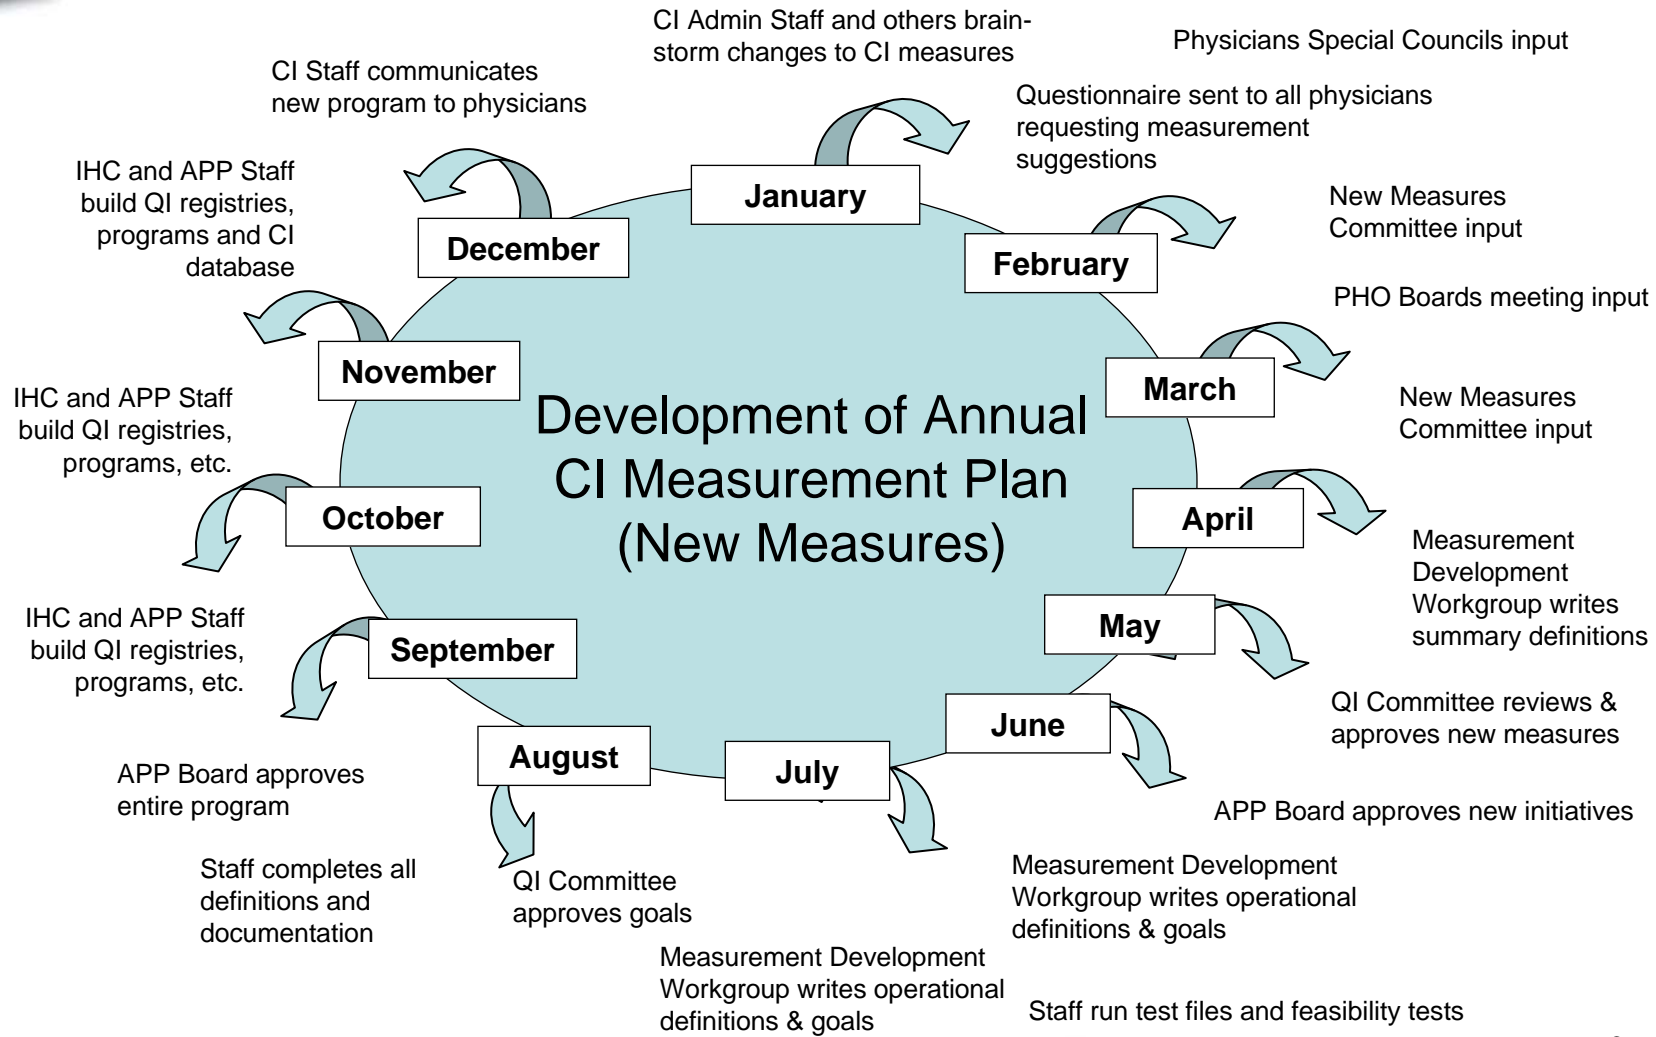 CI Admin Staff and others brain-
storm changes to CI measures
Physicians Special Councils input
CI Staff communicates
new program to physicians
Questionnaire sent to all physicians
requesting measurement
suggestions
IHC and APP Staff
build QI registries,
programs and CI
database
January
New Measures
Committee input
December
February
PHO Boards meeting input
November
March
IHC and APP Staff
build QI registries,
programs, etc.
New Measures
Committee input
Development of Annual
CI Measurement Plan
(New Measures)
October
April
Measurement
Development
Workgroup writes
summary definitions
IHC and APP Staff
build QI registries,
programs, etc.
September
May
QI Committee reviews &
approves new measures
June
August
July
APP Board approves
entire program
APP Board approves new initiatives
Staff completes all
definitions and
documentation
QI Committee
approves goals
Measurement Development
Workgroup writes operational
definitions & goals
Measurement Development
Workgroup writes operational
definitions & goals
Staff run test files and feasibility tests